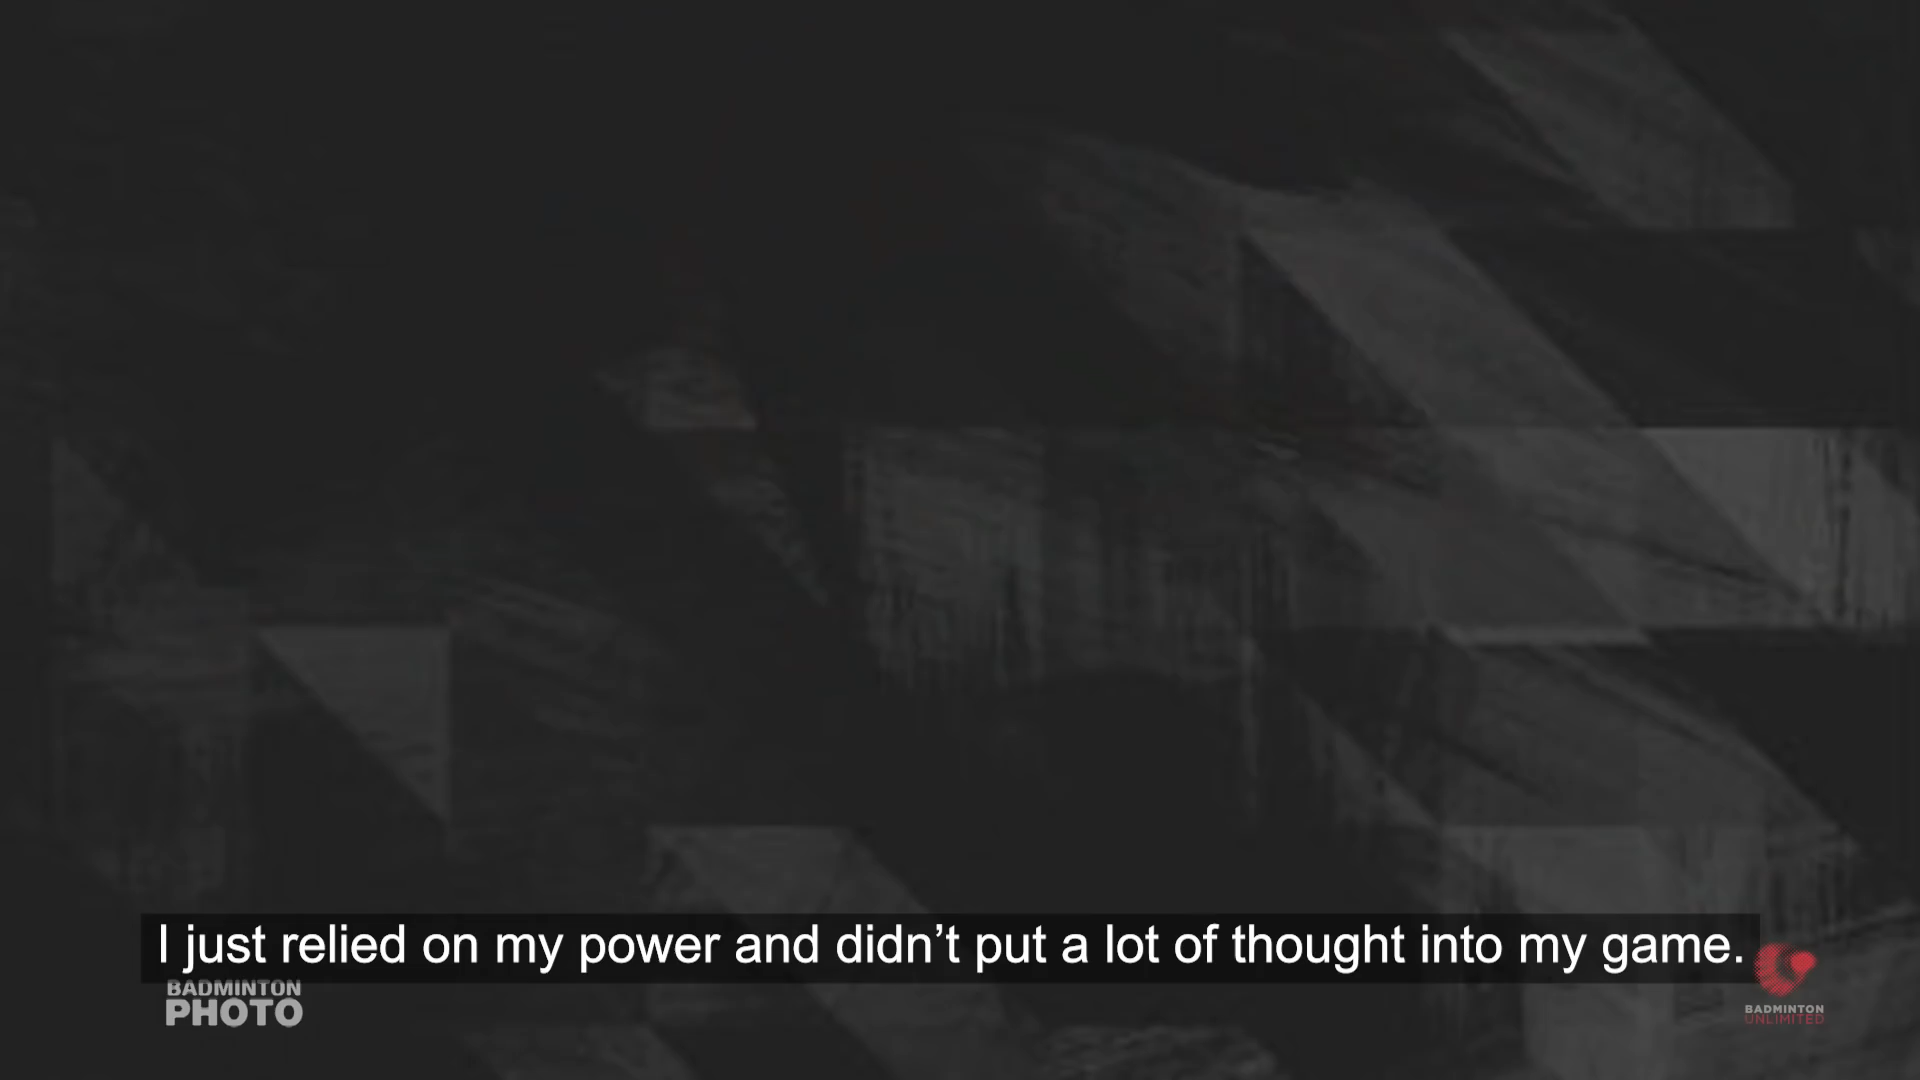 I just relied on my power and didn’t put a lot of thought into my game.
BADMINTON
PHOTO
BADMINTON
UNLIMITED